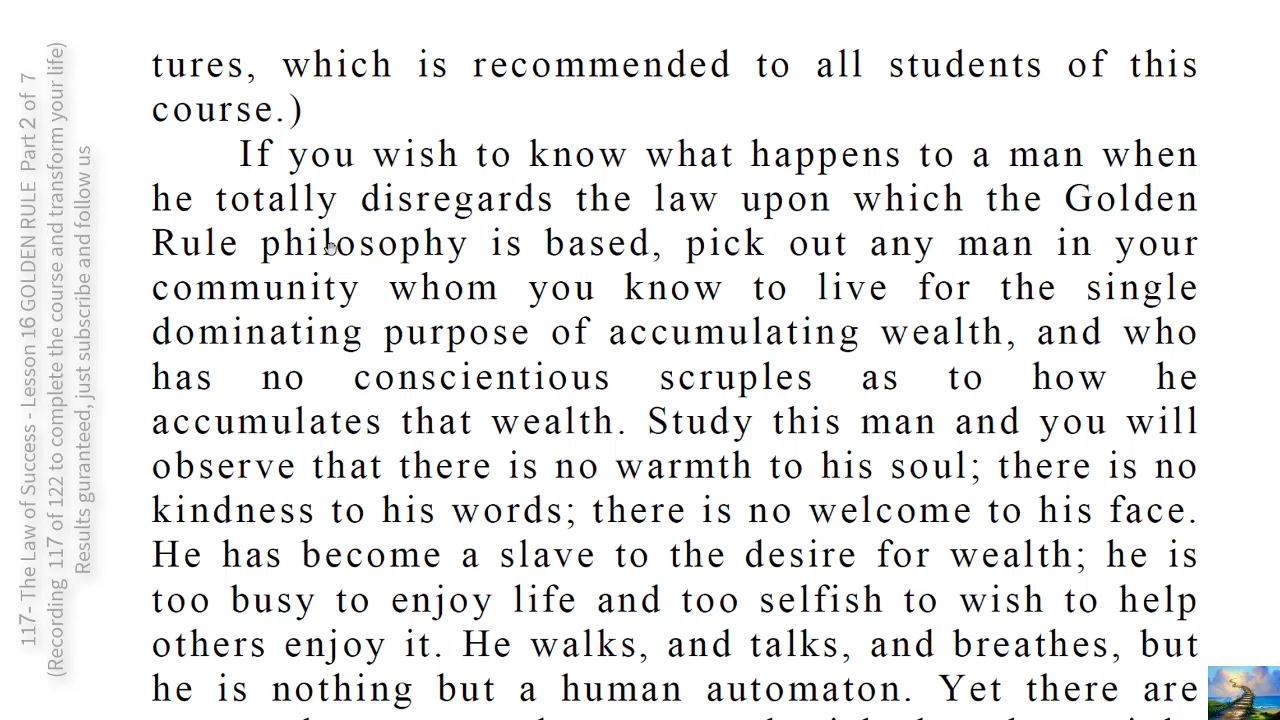 117 - The Law of Success - Lesson 16 GOLDEN RULE Part 2 of 7
(Recording 117 of 122 to complete the course and transform your life)
Results guranteed, just subscribe and follow us
tures, which is recommended to all students of this
course.)
If you wish to know what happens to a man when
he totally disregards the law upon which the Golden
Rule philosophy is based, pick out any man in your
community whom you know to live for the single
dominating purpose of accumulating wealth, and who
has no conscientious scruples as to how he
accumulates that wealth. Study this man and you will
observe that there is no warmth to his soul; there is no
kindness to his words; there is no welcome to his face.
He has become a slave to the desire for wealth; he is
too busy to enjoy life and too selfish to wish to help
others enjoy it. He walks, and talks, and breathes, but
he is nothing but a human automaton. Yet there are